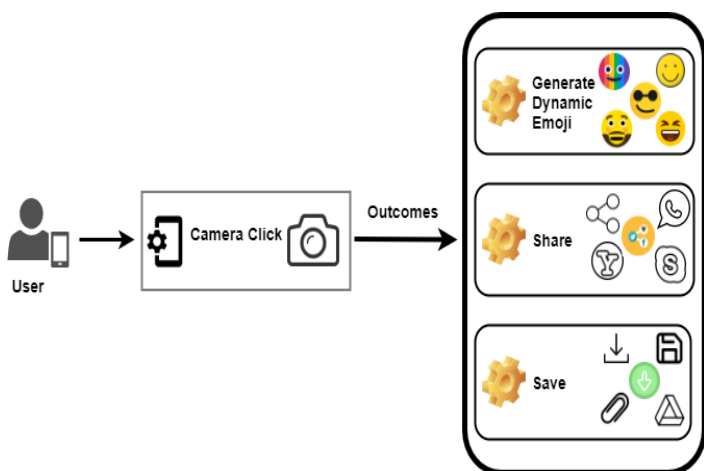 User
Camera Click
Outcomes
Generate
Dynamic
Emoji
Share
Save